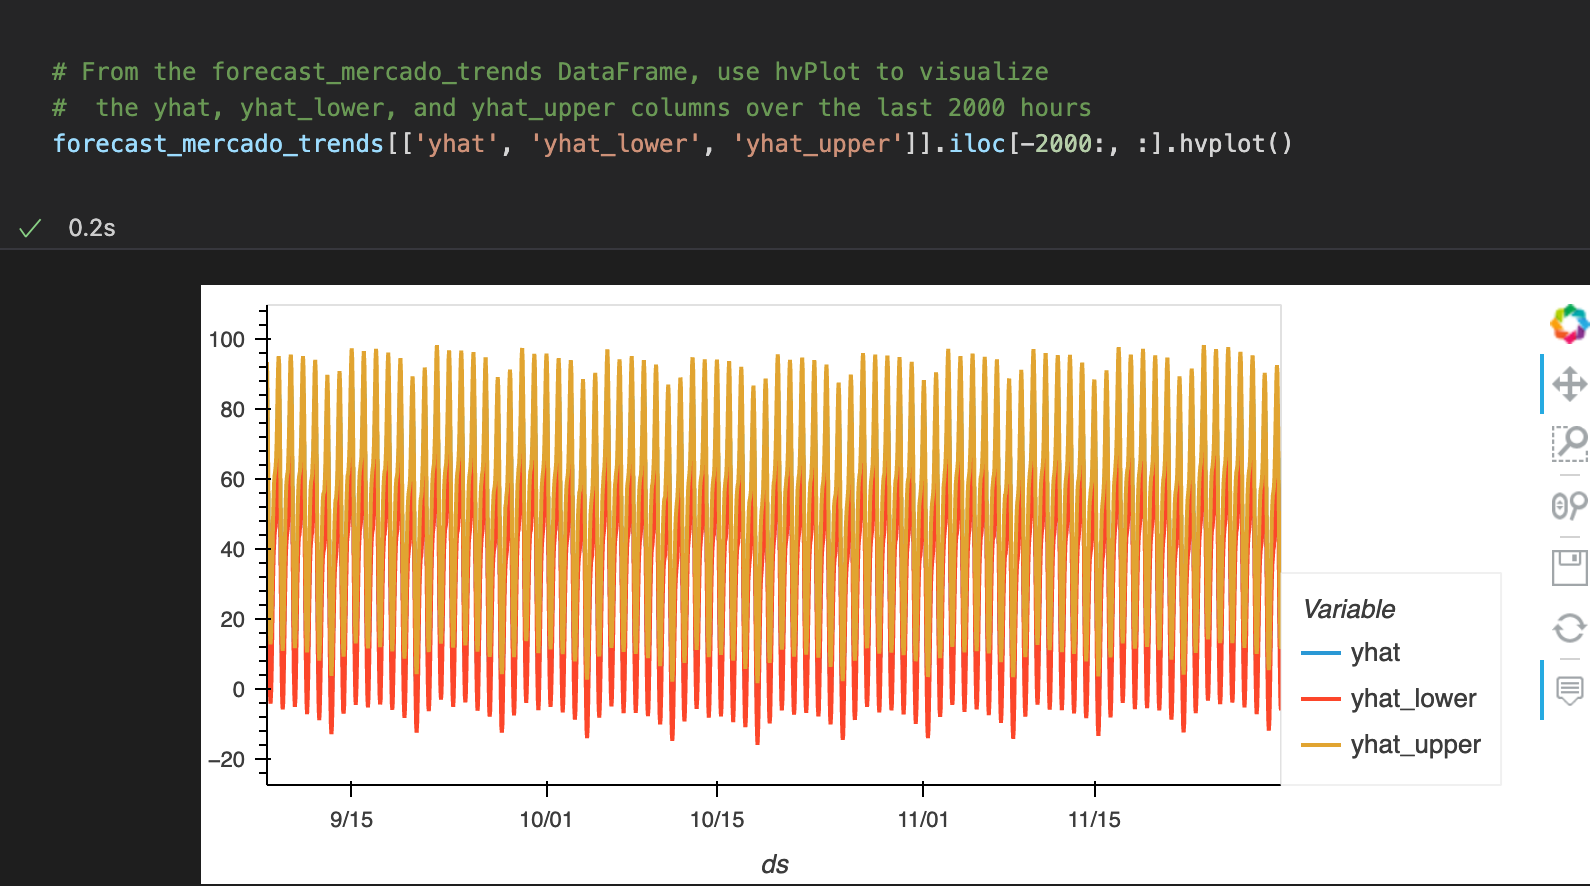 # From the forecast_mercado_trends DataFrame, use hvPlot to visualize
#  the yhat, yhat_lower, and yhat_upper columns over the last 2000 hours
forecast_mercado_trends[['yhat', 'yhat_lower', 'yhat_upper']].iloc[-2000:, :].hvplot()
0.2s
100
80
60
40
20
0
−20
9/15
10/01
10/15
11/01
11/15
ds
Variable
yhat
yhat_lower
yhat_upper